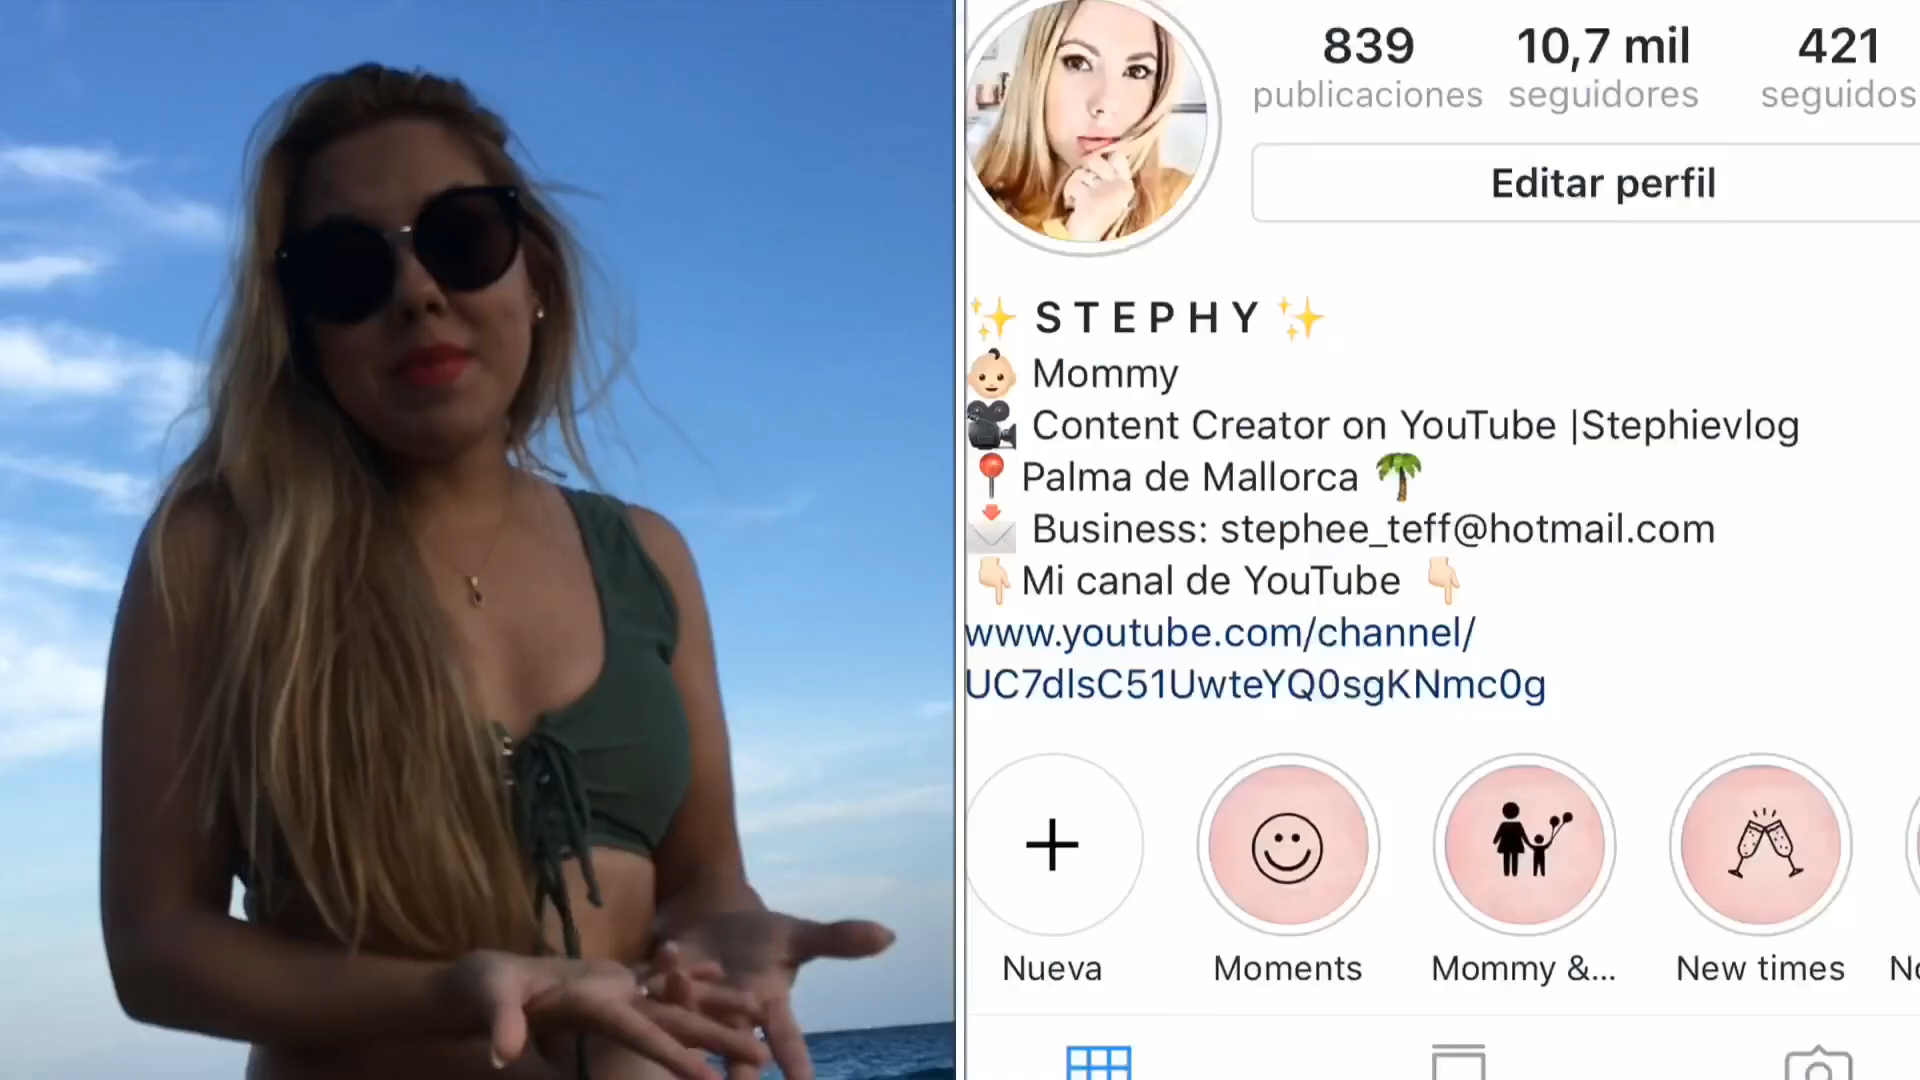 839 10,7 mil 421
publicaciones seguidores seguidos
Editar perfil
✨ S T E P H Y ✨
👶🏻 Mommy
🎥 Content Creator on YouTube |Stephievlog
📍Palma de Mallorca 🌴
📩 Business: stephee_teff@hotmail.com
👇🏻Mi canal de YouTube 👇🏻
www.youtube.com/channel/
UC7dlsC51UwteYQ0sgKNmc0g
Nueva Moments Mommy &... New times